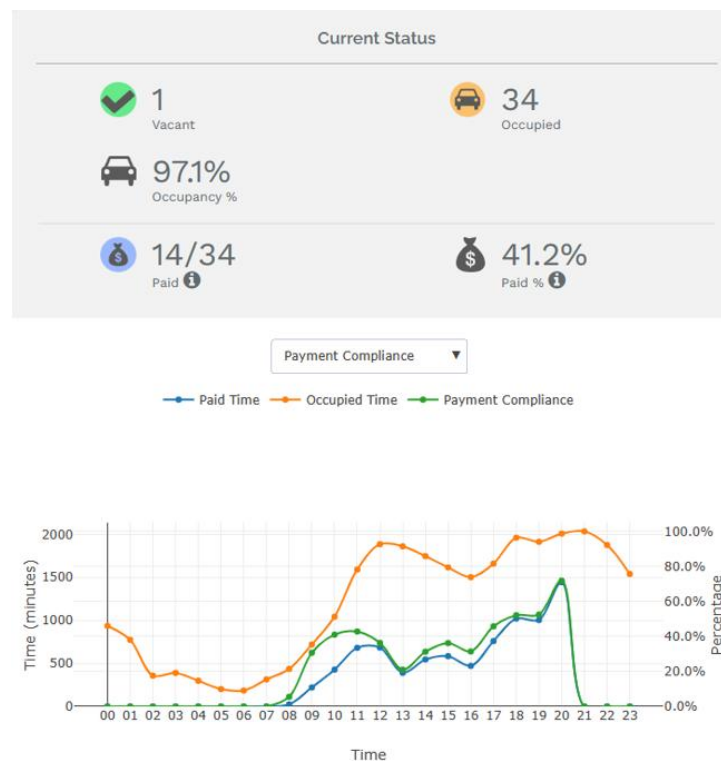 Current Status
1
Vacant
34
Occupied
97.1%
Occupancy %
14/34
Paid
41.2%
Paid %
Payment Compliance
Paid Time Occupied Time Payment Compliance
2000
1500
1000
500
0
Time (minutes)
100.0%
80.0%
60.0%
40.0%
20.0%
0.0%
Percentage
00 01 02 03 04 05 06 07 08 09 10 11 12 13 14 15 16 17 18 19 20 21 22 23
Time